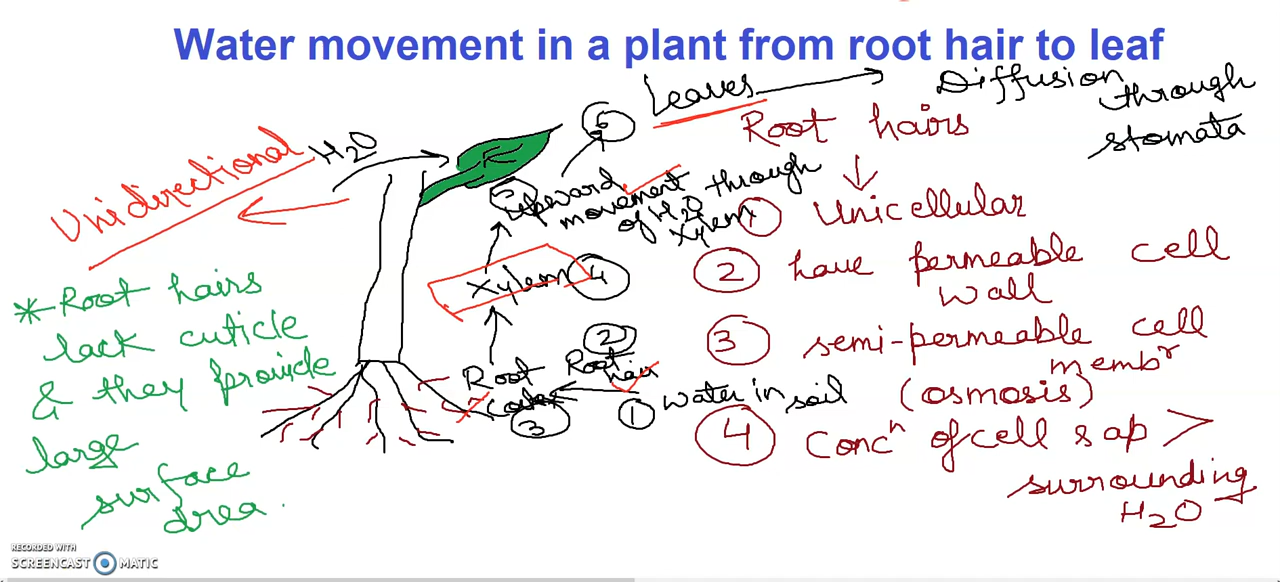 Water movement in a plant from root hair to leaf
Leaves
Diffusion
through
stomata
6
H2O
Unidirectional
5
Upward
movement
of H2O through
Xylem
Xylem 4
2
Root
hair
Root
3
1
Water in soil
*Root hairs
lack cuticle
& they provide
large
surface
area.
Root hairs
1 Unicellular
2 have permeable cell
wall
3 semi-permeable cell
membr
(osmosis)
4 Concn of cell sap >
surrounding
H2O
RECORDED WITH
SCREENCAST MATIC